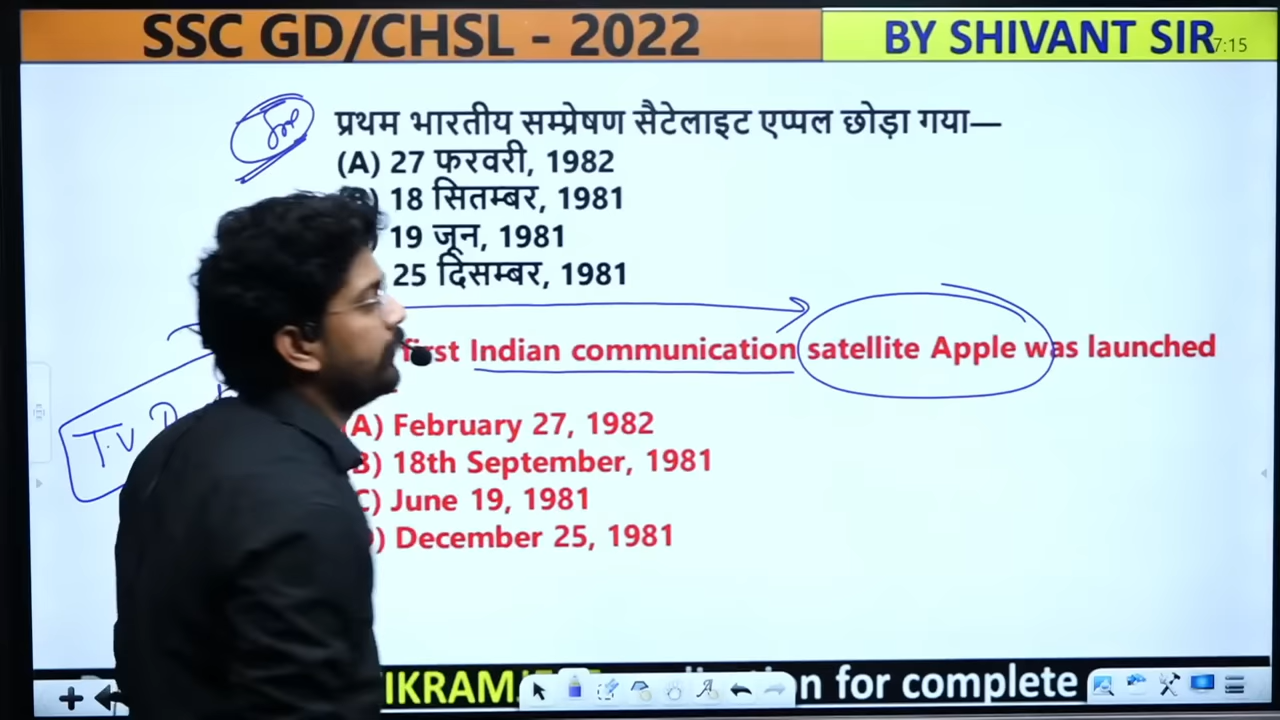 SSC GD/CHSL - 2022
BY SHIVANT SIR
7:15
Imp
प्रथम भारतीय सम्प्रेषण सैटेलाइट एप्पल छोड़ा गया—
(A) 27 फरवरी, 1982
) 18 सितम्बर, 1981
19 जून, 1981
25 दिसम्बर, 1981
first Indian communication satellite Apple was launched
T.V
(A) February 27, 1982
B) 18th September, 1981
C) June 19, 1981
) December 25, 1981
for complete